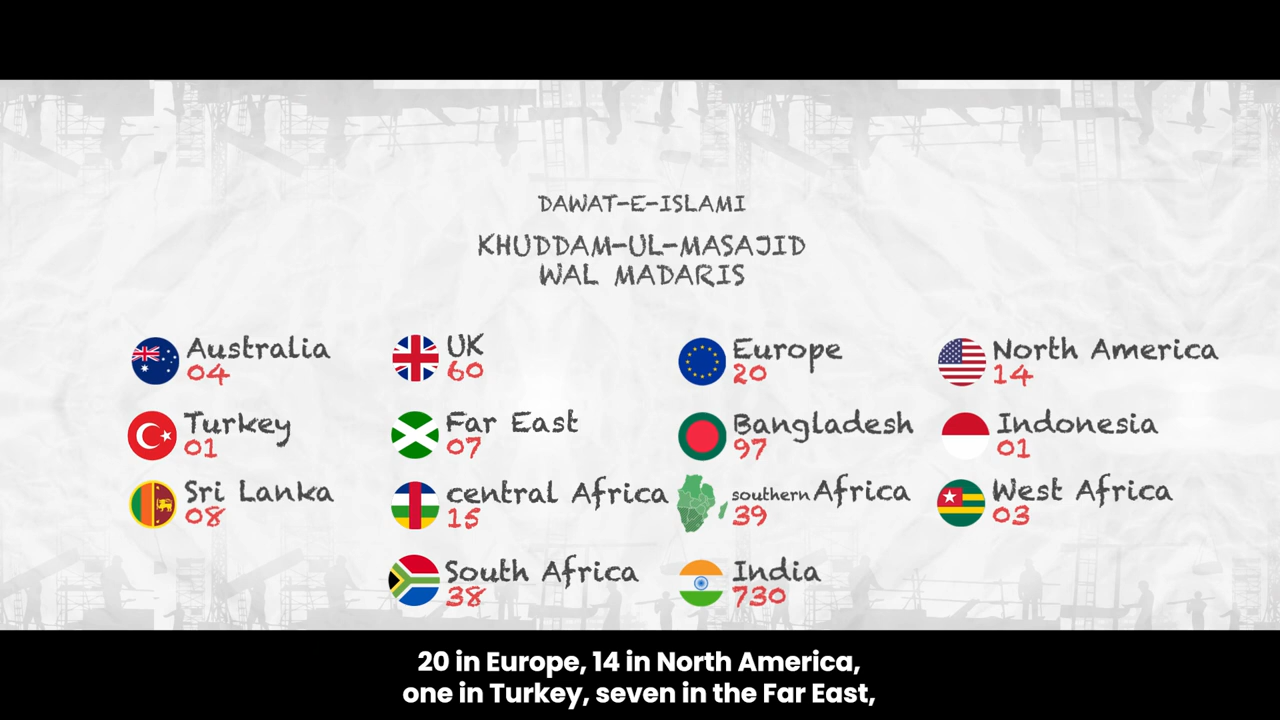 DAWAT-E-ISLAMI
KHUDDAM-UL-MASAJID
WAL MADARIS
Australia
04
UK
60
Europe
20
North America
14
Turkey
01
Far East
07
Bangladesh
97
Indonesia
01
Sri Lanka
08
central Africa
15
southern Africa
39
West Africa
03
South Africa
38
India
730
20 in Europe, 14 in North America,
one in Turkey, seven in the Far East,